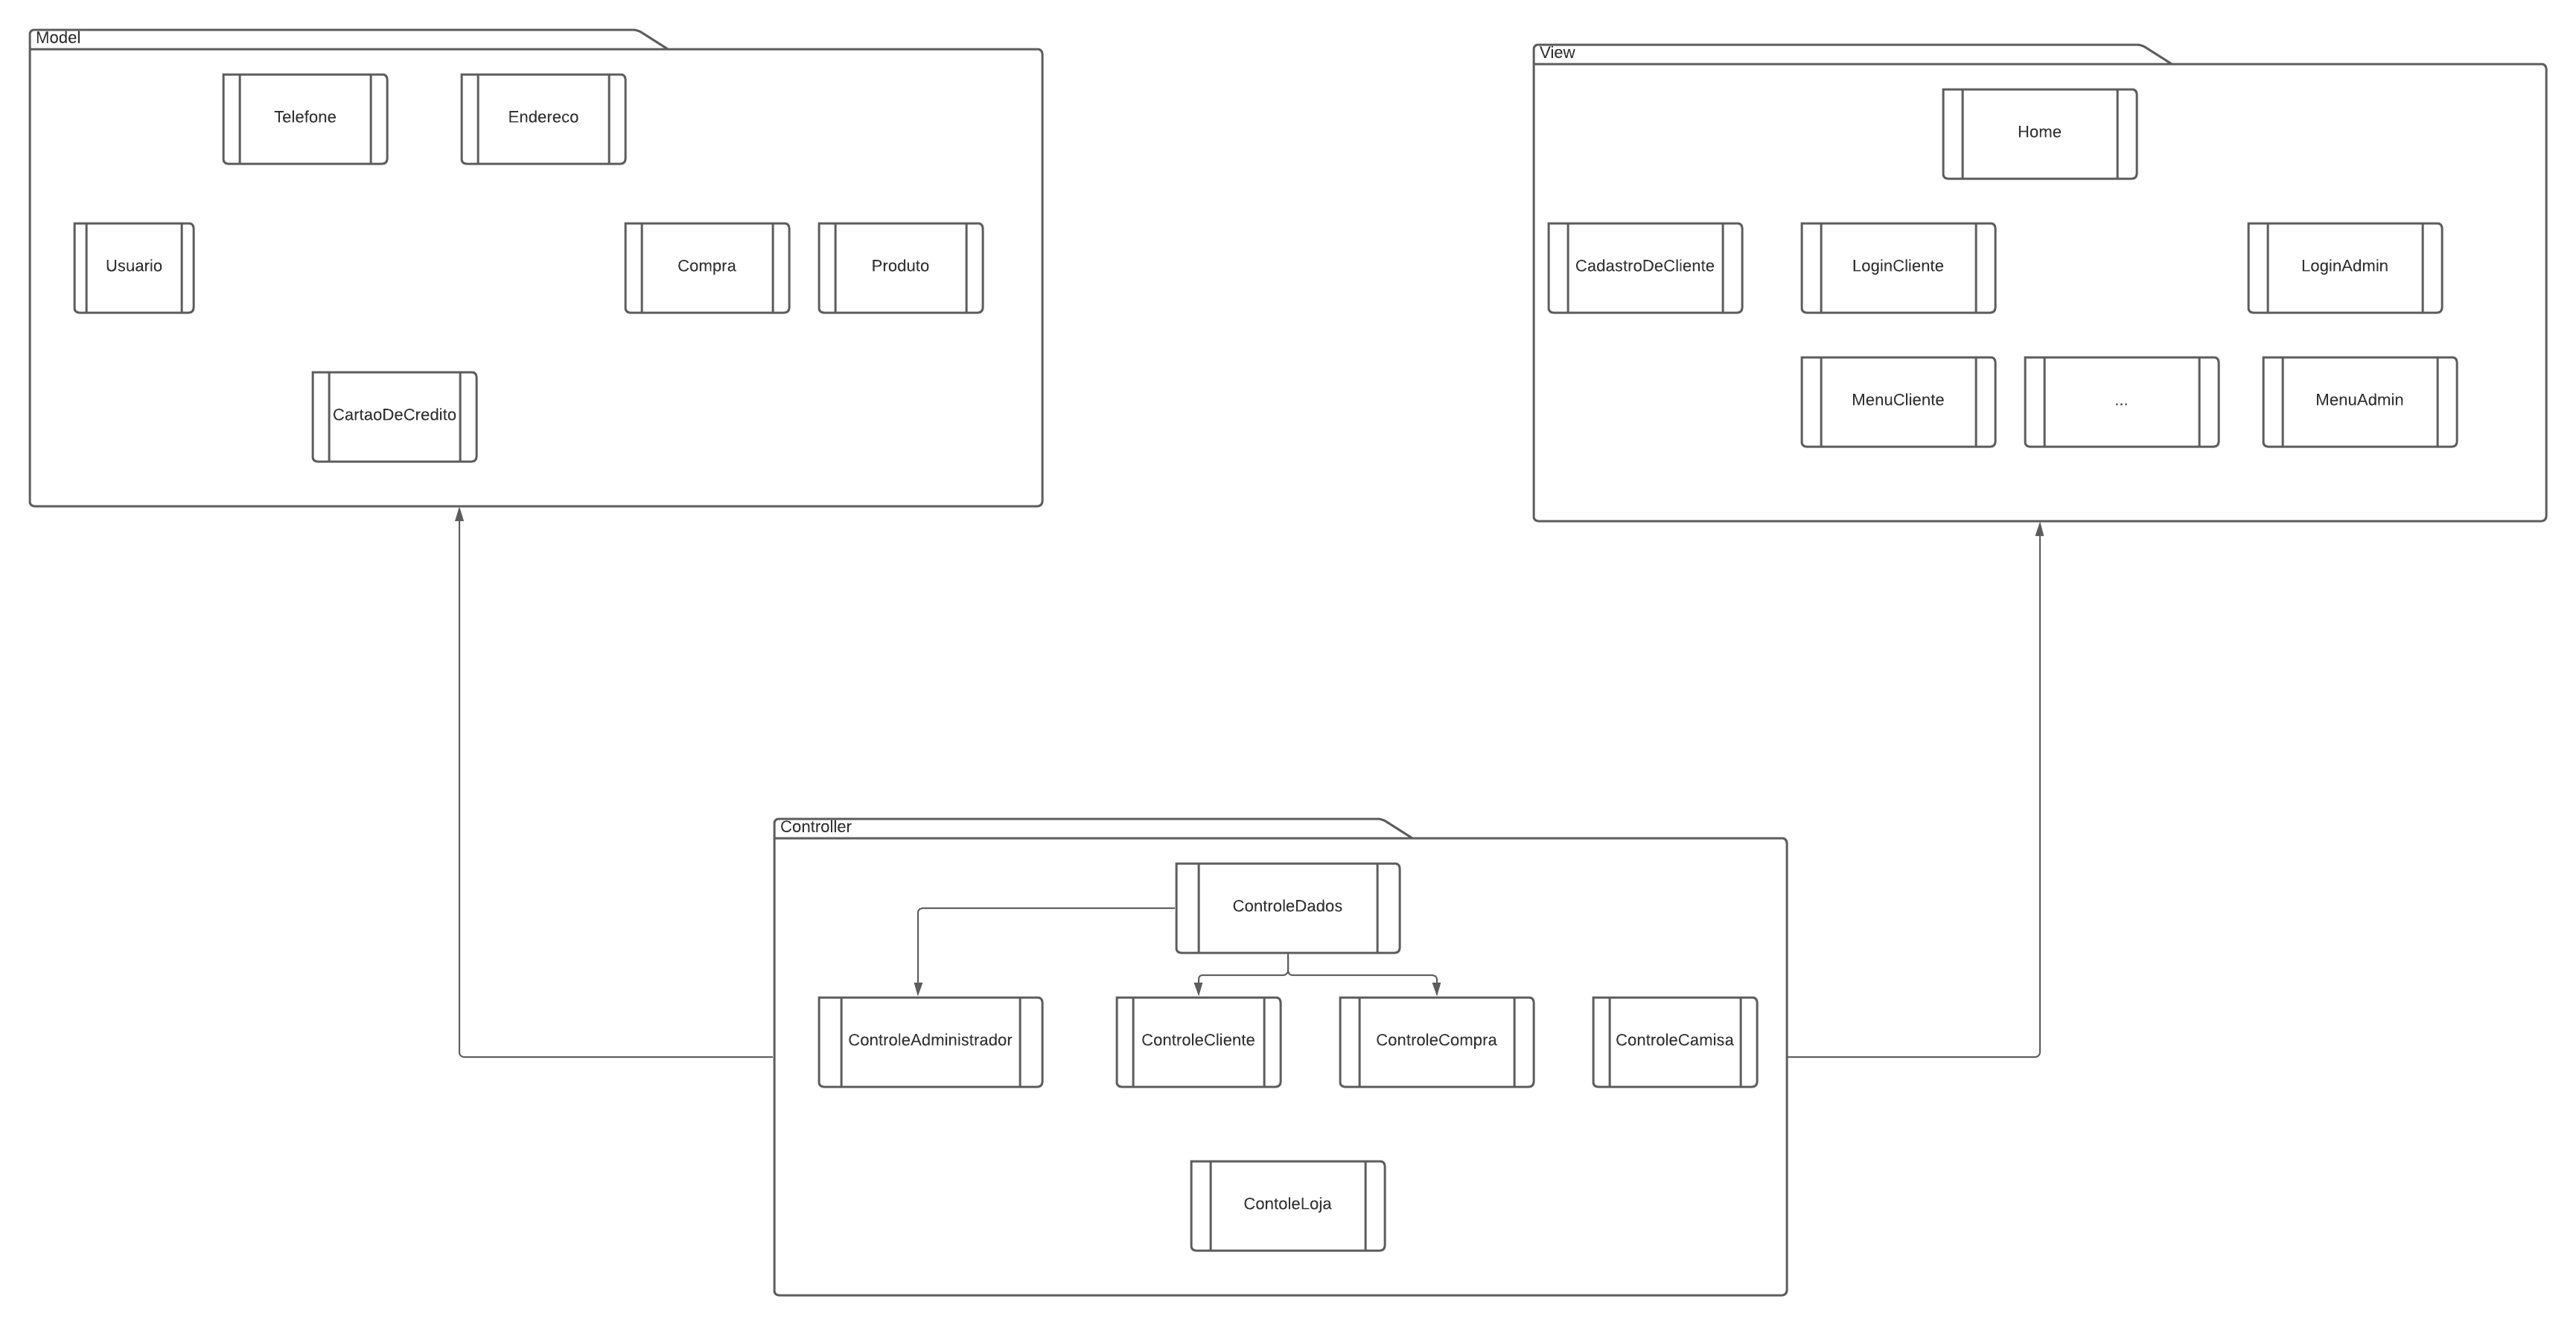 Model
Telefone
Endereco
Usuario
Compra
Produto
CartaoDeCredito
View
Home
CadastroDeCliente
LoginCliente
LoginAdmin
MenuCliente
...
MenuAdmin
Controller
ControleDados
ControleAdministrador
ControleCliente
ControleCompra
ControleCamisa
ContoleLoja